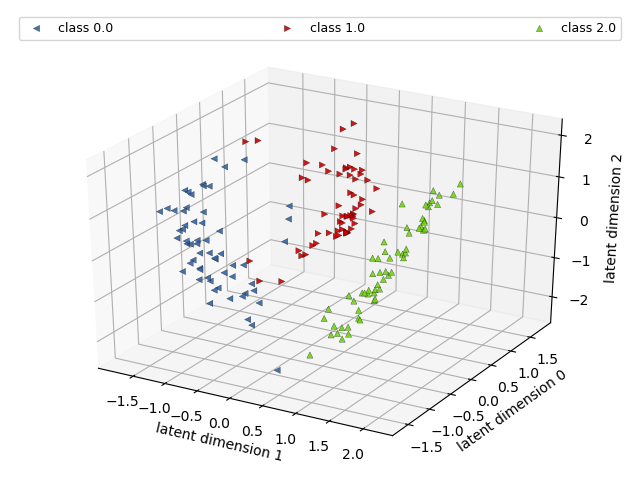 class 0.0 class 1.0 class 2.0
2
1
0
−1
−2
latent dimension 2
−1.5 −1.0 −0.5 0.0 0.5 1.0 1.5 2.0
latent dimension 1
−1.5 −1.0 −0.5 0.0 0.5 1.0 1.5
latent dimension 0